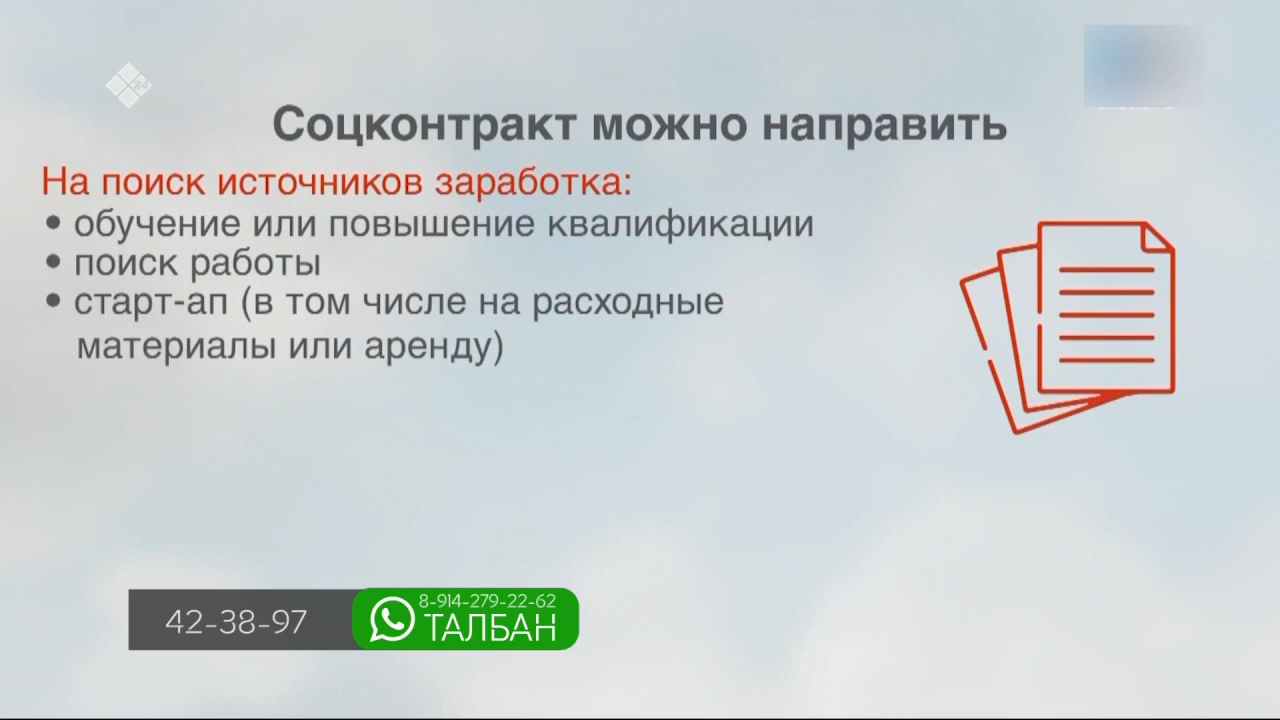 24
Соцконтракт можно направить
На поиск источников заработка:
• обучение или повышение квалификации
• поиск работы
• старт-ап (в том числе на расходные
материалы или аренду)
42-38-97
8-914-279-22-62
ТАЛБАН